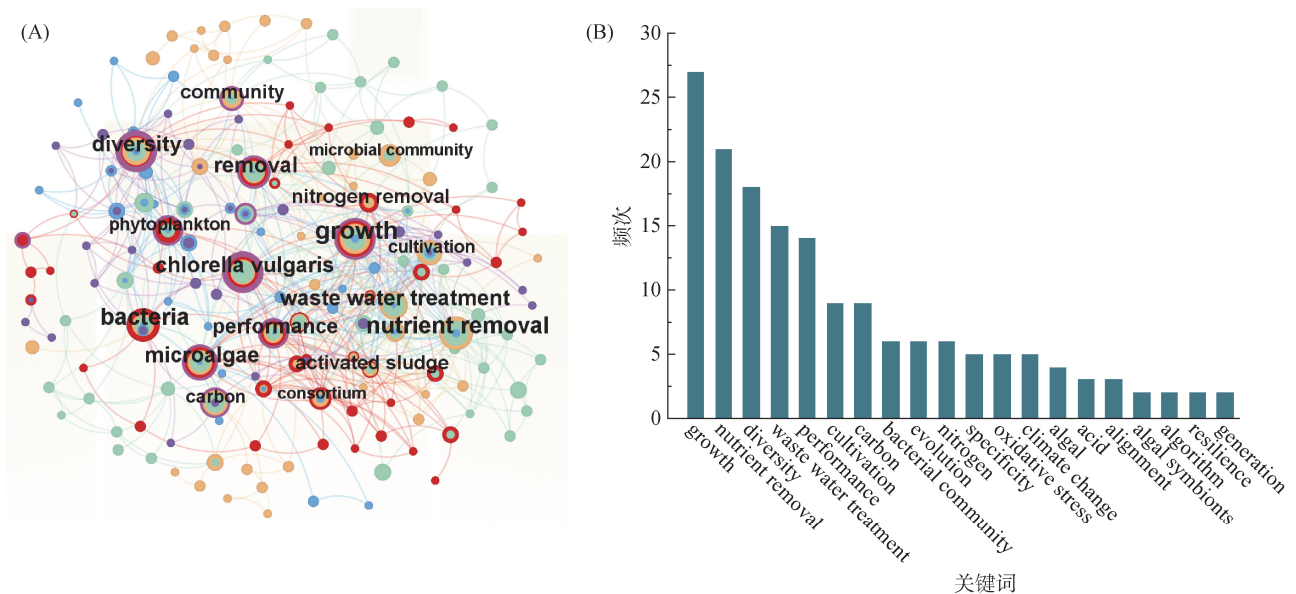 (A)
community
diversity
removal
microbial community
nitrogen removal
phytoplankton
growth
cultivation
chlorella vulgaris
waste water treatment
bacteria
performance
nutrient removal
microalgae
activated sludge
carbon
consortium
(B)
频次
30
25
20
15
10
5
0
growth
nutrient removal
diversity
waste water treatment
performance
cultivation
carbon
bacterial community
evolution
nitrogen
specificity
oxidative stress
climate change
algal
acid
alignment
algal symbionts
algorithm
resilience
generation
关键词